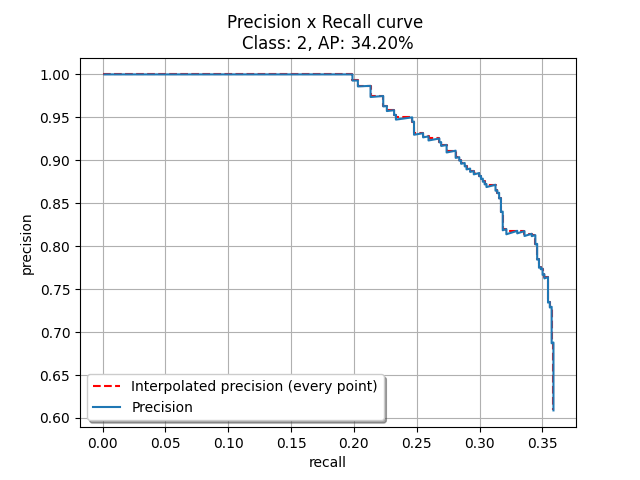 Precision x Recall curve
Class: 2, AP: 34.20%
1.00
0.95
0.90
0.85
0.80
0.75
0.70
0.65
0.60
precision
Interpolated precision (every point)
Precision
0.00 0.05 0.10 0.15 0.20 0.25 0.30 0.35
recall